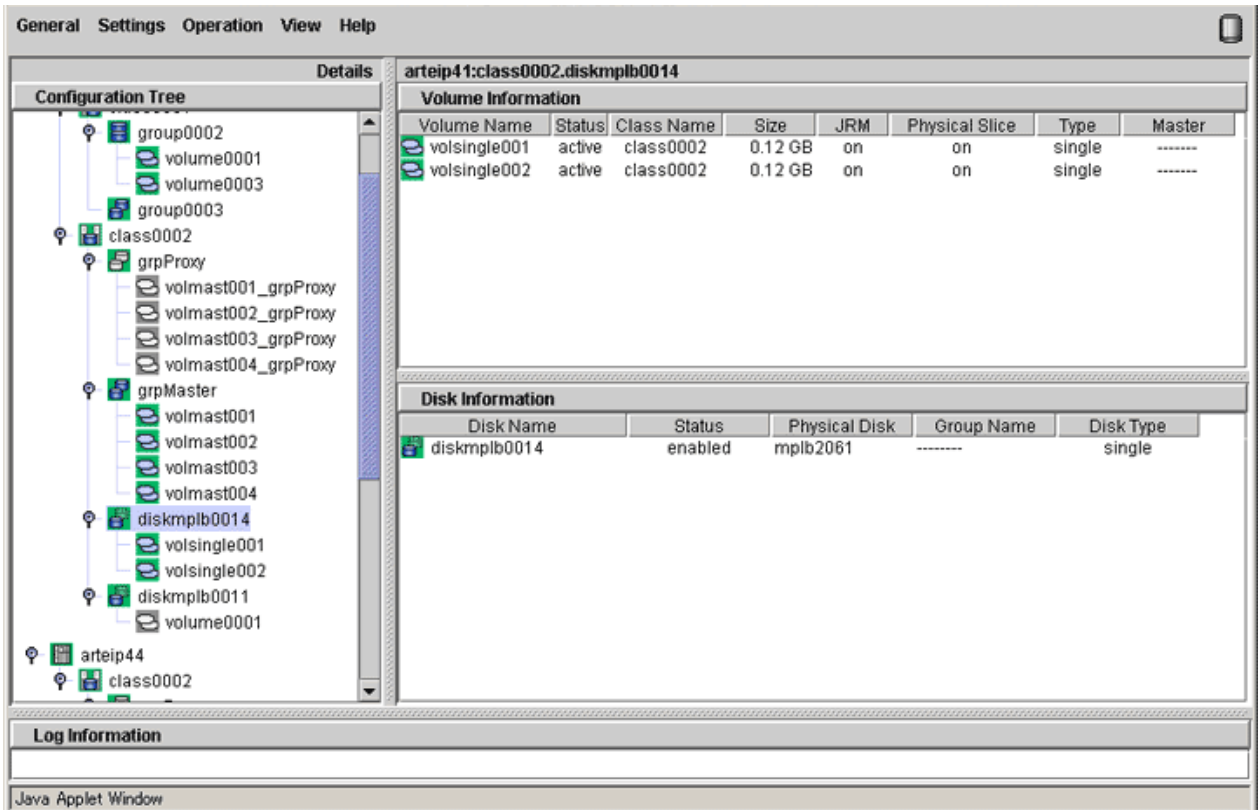 General Settings Operation View Help
Details
Configuration Tree
group0002
volume0001
volume0003
group0003
class0002
grpProxy
volmast001_grpProxy
volmast002_grpProxy
volmast003_grpProxy
volmast004_grpProxy
grpMaster
volmast001
volmast002
volmast003
volmast004
diskmplb0014
volsingle001
volsingle002
diskmplb0011
volume0001
arteip44
class0002
arteip41:class0002.diskmplb0014
Volume Information
Volume Name Status Class Name Size JRM Physical Slice Type Master
volsingle001 active class0002 0.12 GB on on single -------
volsingle002 active class0002 0.12 GB on on single -------
Disk Information
Disk Name Status Physical Disk Group Name Disk Type
diskmplb0014 enabled mplb2061 -------- single
Log Information
Java Applet Window